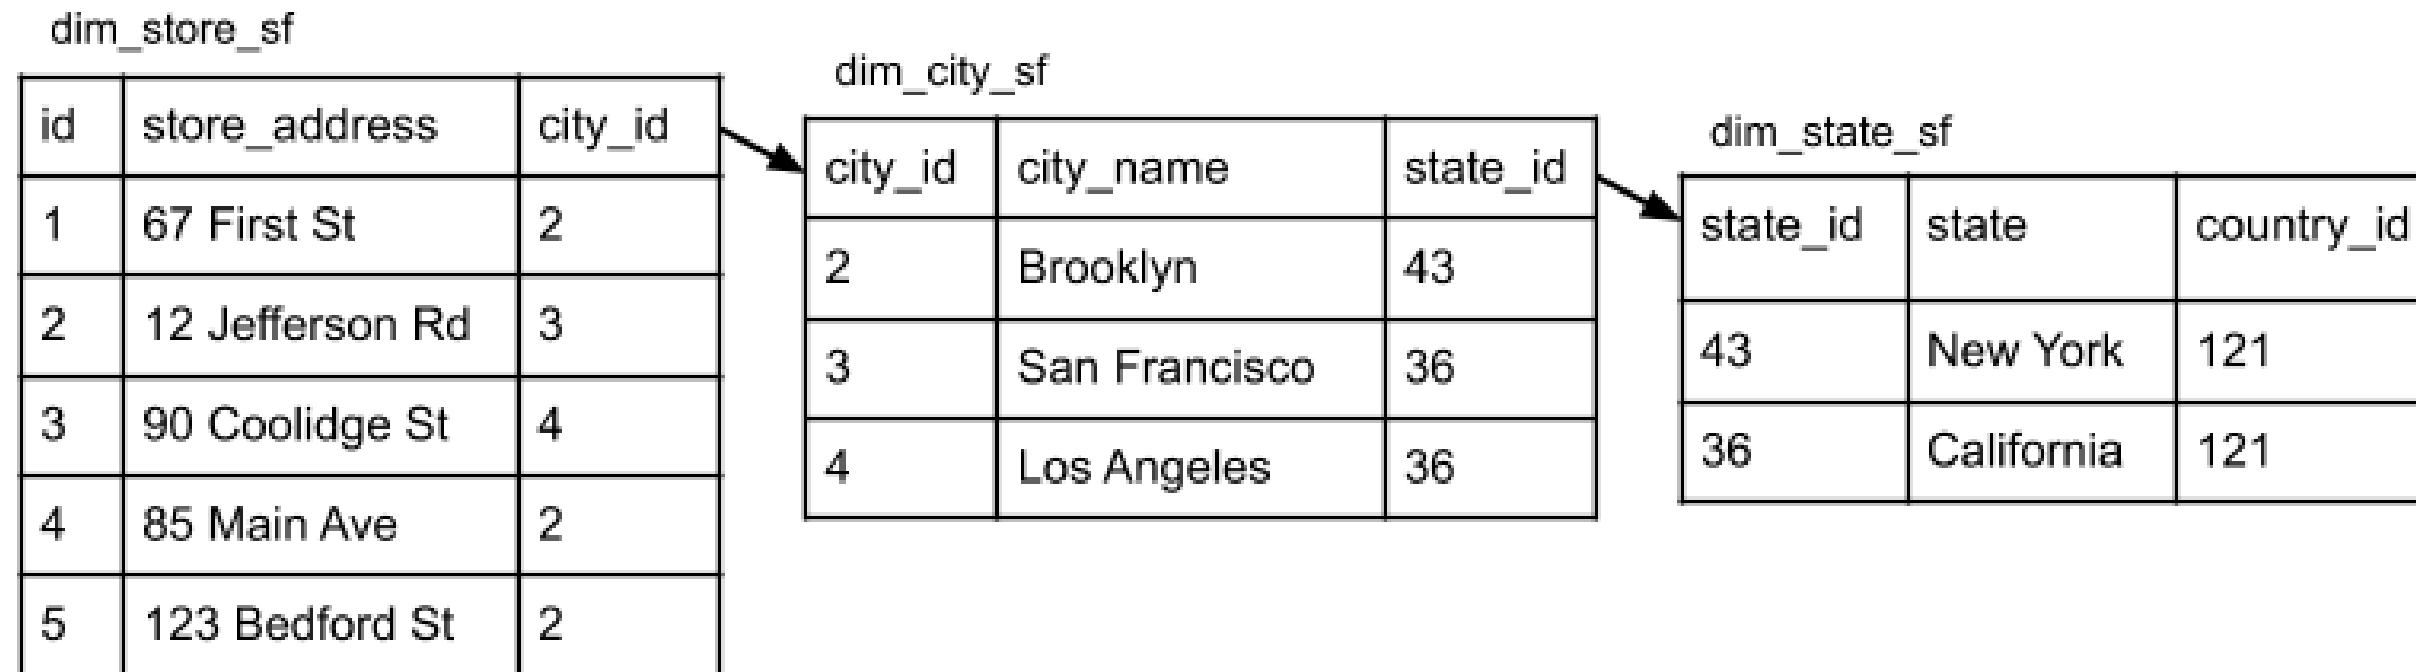 dim_store_sf
id store_address city_id
1 67 First St 2
2 12 Jefferson Rd 3
3 90 Coolidge St 4
4 85 Main Ave 2
5 123 Bedford St 2
dim_city_sf
city_id city_name state_id
2 Brooklyn 43
3 San Francisco 36
4 Los Angeles 36
dim_state_sf
state_id state country_id
43 New York 121
36 California 121